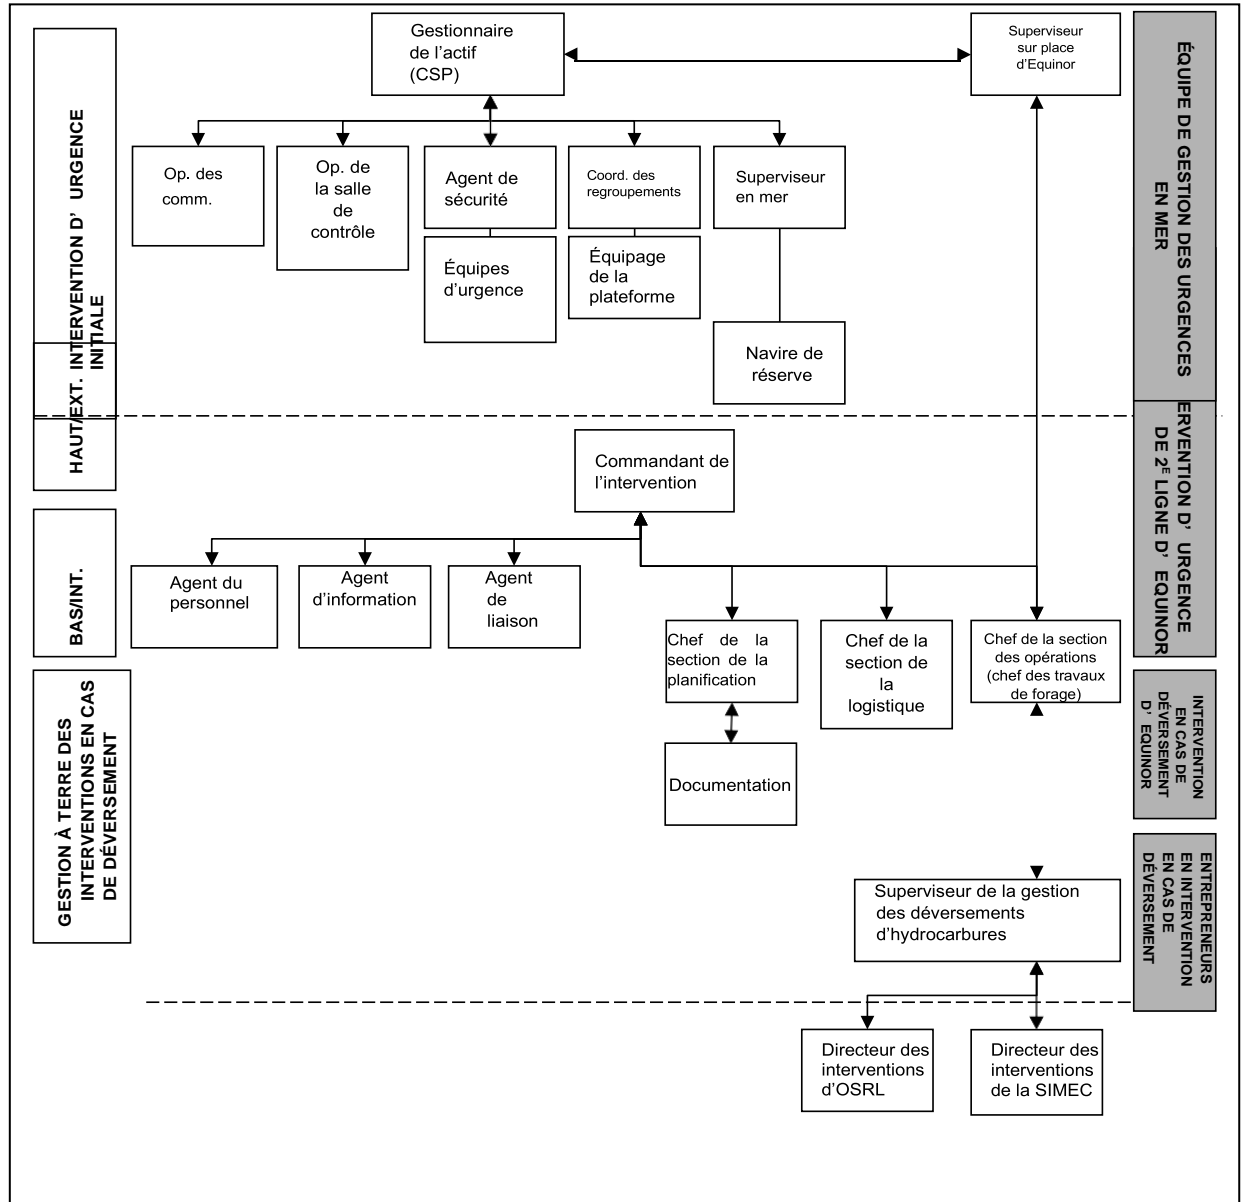 Gestionnaire
de l'actif
(CSP)
Superviseur
sur place
d'Equinor
Op. des
comm.
Op. de
la salle
de
contrôle
Agent de
sécurité
Coord. des
regroupements
Superviseur
en mer
Équipes
d'urgence
Équipage
de la
plateforme
Navire de
réserve
INTERVENTION D' URGENCE
INITIALE
HAUT/EXT.
ÉQUIPE DE GESTION DES URGENCES
EN MER
Commandant de
l'intervention
Agent du
personnel
Agent
d'information
Agent
de
liaison
Chef de la
section de la
planification
Chef de la
section de
la
logistique
Chef de la section
des opérations
(chef des travaux
de forage)
Documentation
BAS/INT.
ERVENTION D' URGENCE
DE 2E LIGNE D' EQUINOR
GESTION À TERRE DES
INTERVENTIONS EN CAS
DE DÉVERSEMENT
INTERVENTION
EN CAS DE
DÉVERSEMENT
D' EQUINOR
Superviseur de la gestion
des déversements
d'hydrocarbures
ENTREPRENEURS
EN INTERVENTION
EN CAS DE
DÉVERSEMENT
Directeur des
interventions
d'OSRL
Directeur des
interventions
de la SIMEC